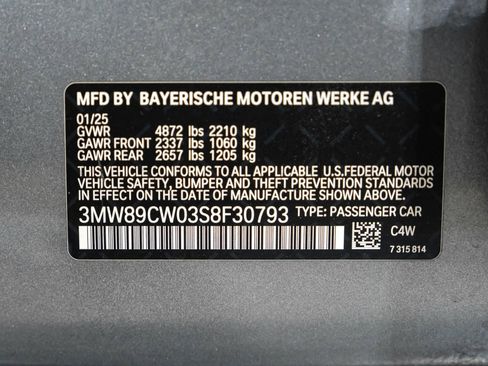 MFD BY BAYERISCHE MOTOREN WERKE AG
01/25
GVWR 4872 lbs 2210 kg
GAWR FRONT 2337 lbs 1060 kg
GAWR REAR 2657 lbs 1205 kg
THIS VEHICLE CONFORMS TO ALL APPLICABLE U.S.FEDERAL MOTOR
VEHICLE SAFETY, BUMPER AND THEFT PREVENTION STANDARDS
IN EFFECT ON THE DATE OF MANUFACTURE SHOWN ABOVE.
3MW89CW03S8F30793 TYPE: PASSENGER CAR
C4W
7 315 814